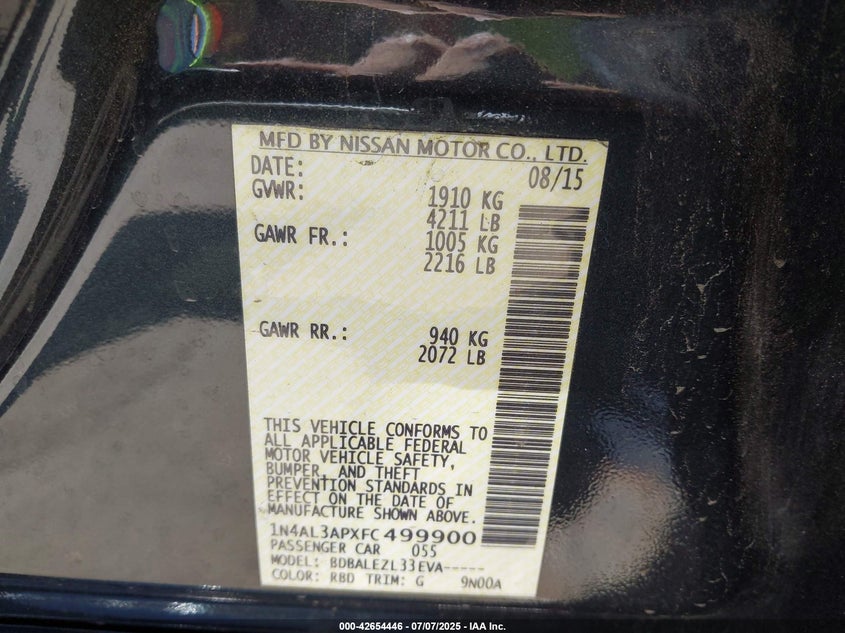 MFD BY NISSAN MOTOR CO., LTD.
DATE: 08/15
GVWR: 1910 KG
4211 LB
GAWR FR.: 1005 KG
2216 LB
GAWR RR.: 940 KG
2072 LB
THIS VEHICLE CONFORMS TO
ALL APPLICABLE FEDERAL
MOTOR VEHICLE SAFETY,
BUMPER, AND THEFT
PREVENTION STANDARDS IN
EFFECT ON THE DATE OF
MANUFACTURE SHOWN ABOVE.
1N4AL3APXFC499900
PASSENGER CAR 055
MODEL: BDBALEZL33EVA-----
COLOR: RBD TRIM: G 9N00A
000-42654446 - 07/07/2025 - IAA Inc.